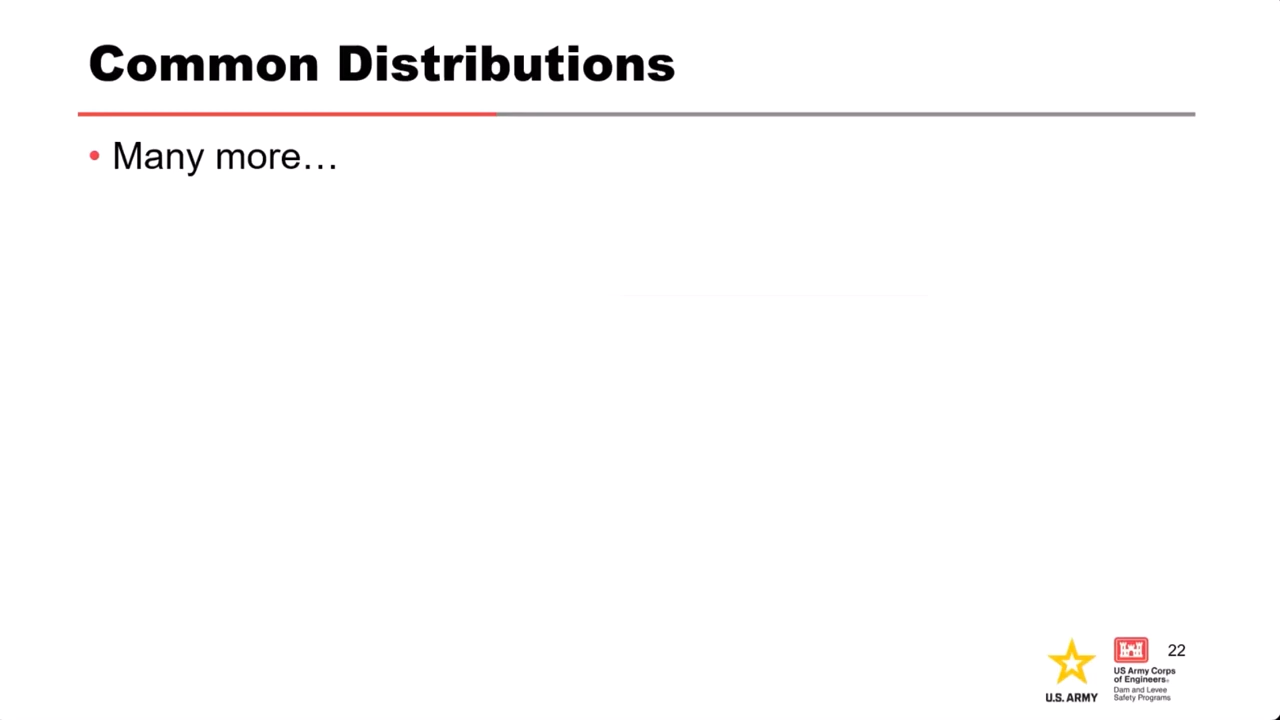 Common Distributions
• Many more…
22
U.S. ARMY
US Army Corps
of Engineers®
Dam and Levee
Safety Programs